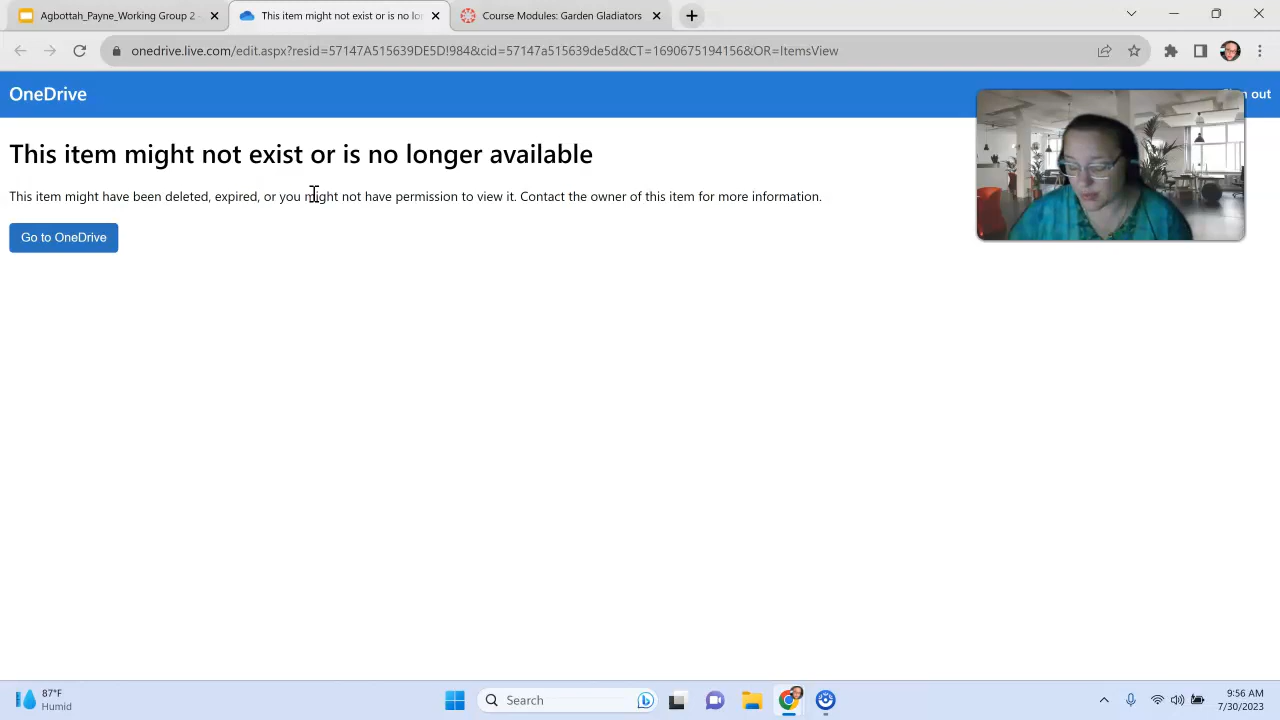 Agbottah_Payne_Working Group 2 -
This item might not exist or is no lor
Course Modules: Garden Gladiators
onedrive.live.com/edit.aspx?resid=57147A515639DE5D!984&cid=57147a515639de5d&CT=1690675194156&OR=ItemsView
OneDrive
out
This item might not exist or is no longer available
This item might have been deleted, expired, or you might not have permission to view it. Contact the owner of this item for more information.
Go to OneDrive
87°F
Humid
Search
9:56 AM
7/30/2023